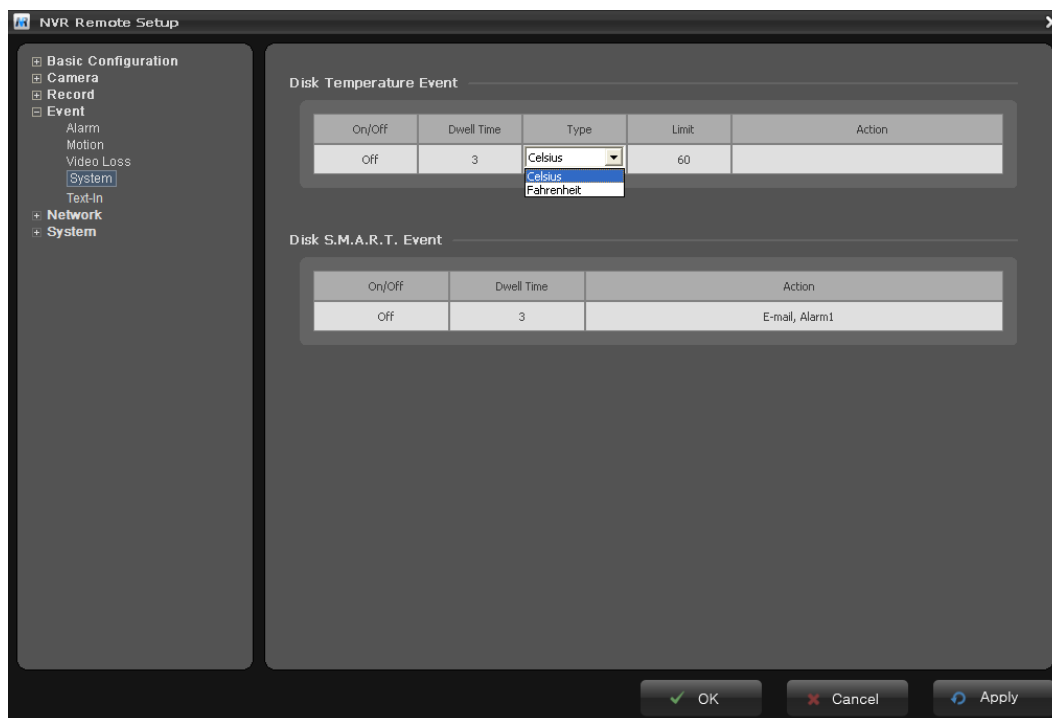 NVR Remote Setup
Basic Configuration
Camera
Record
Event
Alarm
Motion
Video Loss
System
Text-In
Network
System
Disk Temperature Event
On/Off Dwell Time Type Limit Action
Off 3 Celsius 60
Celsius
Fahrenheit
Disk S.M.A.R.T. Event
On/Off Dwell Time Action
Off 3 E-mail, Alarm1
OK Cancel Apply